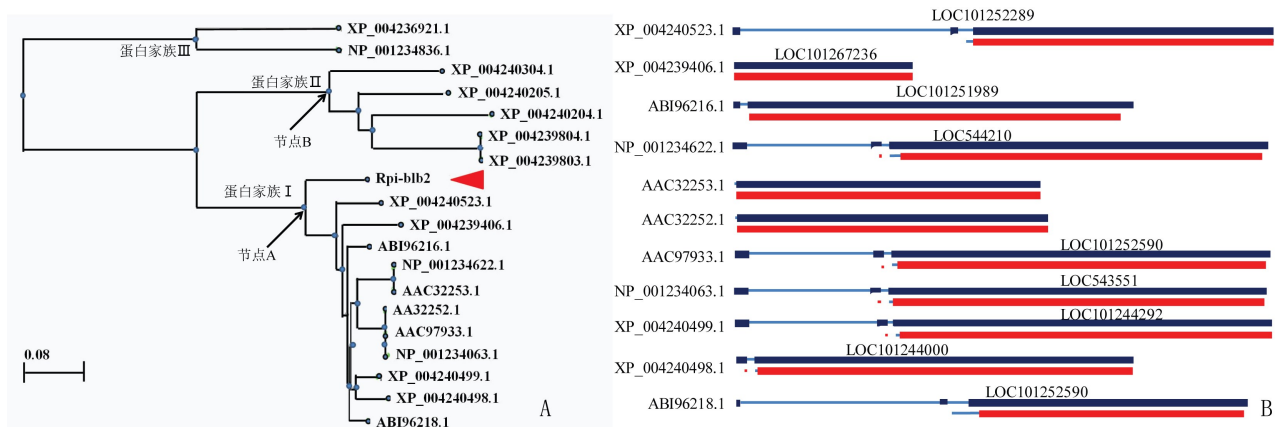 XP_004236921.1
蛋白家族Ⅲ
NP_001234836.1
XP_004240304.1
蛋白家族Ⅱ
XP_004240205.1
XP_004240204.1
节点B
XP_004239804.1
XP_004239803.1
Rpi-blb2
蛋白家族Ⅰ
XP_004240523.1
XP_004239406.1
节点A
ABI96216.1
NP_001234622.1
AAC32253.1
AA32252.1
AAC97933.1
NP_001234063.1
0.08
XP_004240499.1
XP_004240498.1
ABI96218.1
A
LOC101252289
XP_004240523.1
LOC101267236
XP_004239406.1
LOC101251989
ABI96216.1
LOC544210
NP_001234622.1
AAC32253.1
AAC32252.1
LOC101252590
AAC97933.1
LOC543551
NP_001234063.1
LOC101244292
XP_004240499.1
LOC101244000
XP_004240498.1
LOC101252590
ABI96218.1
B